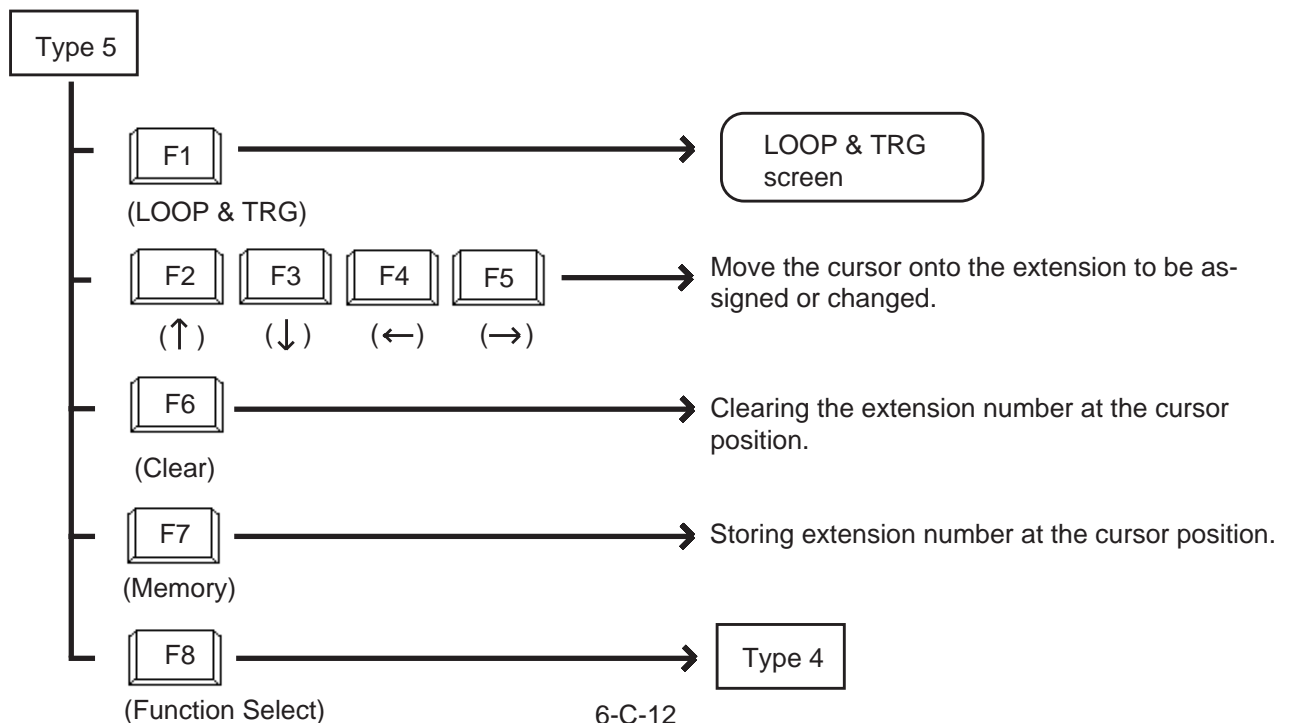 Type 5
F1
LOOP & TRG
screen
(LOOP & TRG)
F2 F3 F4 F5
Move the cursor onto the extension to be as-
signed or changed.
(↑) (↓) (←) (→)
F6
Clearing the extension number at the cursor
position.
(Clear)
F7
Storing extension number at the cursor position.
(Memory)
F8
Type 4
(Function Select)
6-C-12